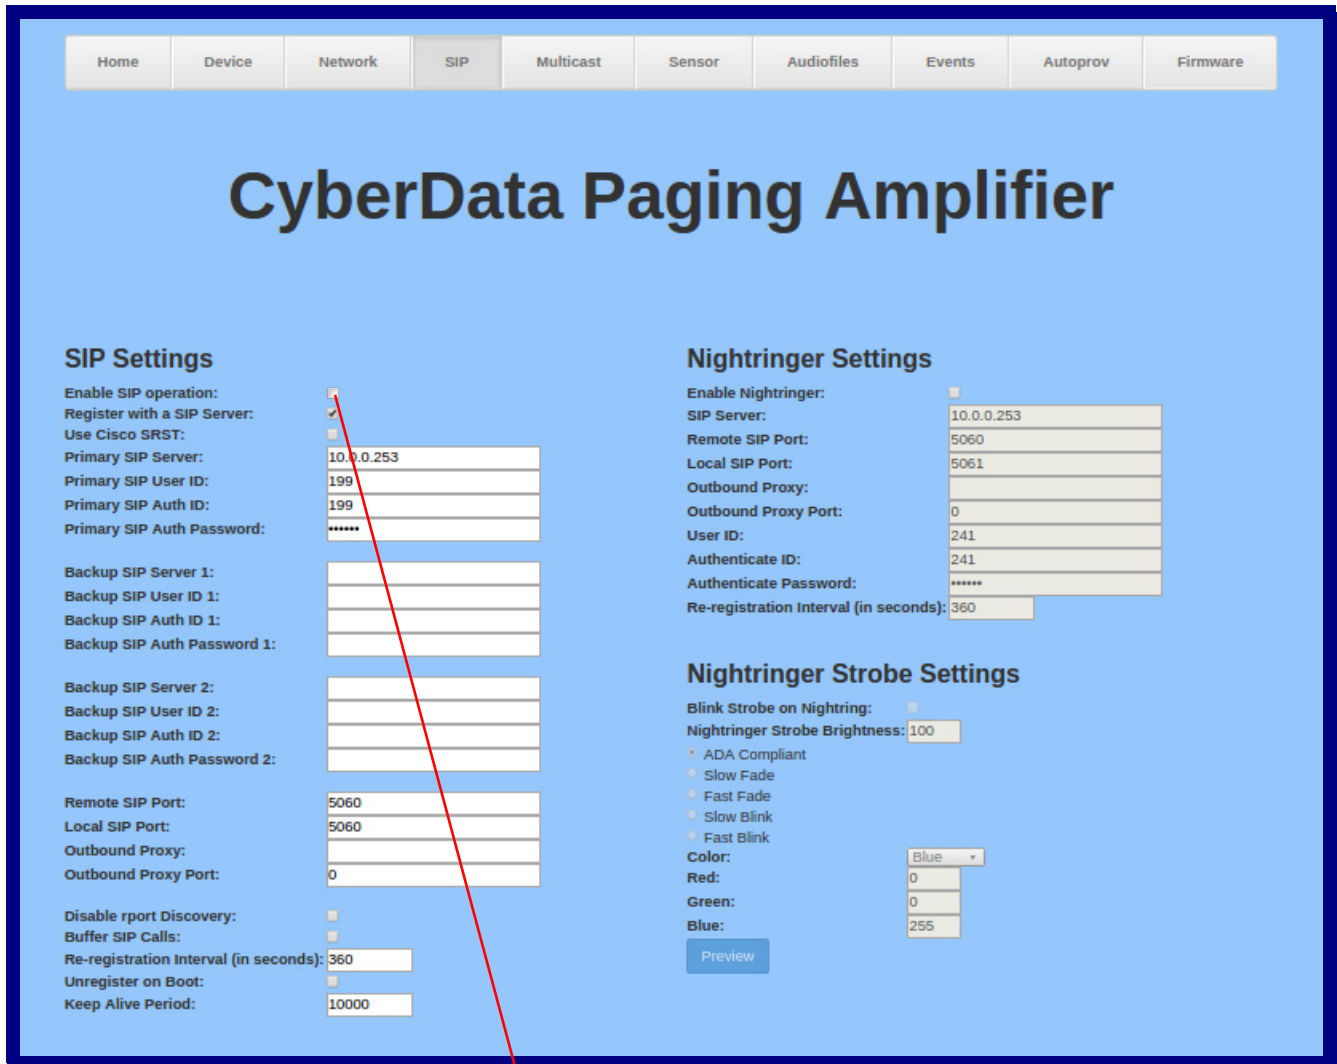 Home Device Network SIP Multicast Sensor Audiofiles Events Autoprov Firmware
CyberData Paging Amplifier
SIP Settings
Enable SIP operation:
Register with a SIP Server:
Use Cisco SRST:
Primary SIP Server: 10.0.0.253
Primary SIP User ID: 199
Primary SIP Auth ID: 199
Primary SIP Auth Password: ••••••
Backup SIP Server 1:
Backup SIP User ID 1:
Backup SIP Auth ID 1:
Backup SIP Auth Password 1:
Backup SIP Server 2:
Backup SIP User ID 2:
Backup SIP Auth ID 2:
Backup SIP Auth Password 2:
Remote SIP Port: 5060
Local SIP Port: 5060
Outbound Proxy:
Outbound Proxy Port: 0
Disable rport Discovery:
Buffer SIP Calls:
Re-registration Interval (in seconds): 360
Unregister on Boot:
Keep Alive Period: 10000
Nightringer Settings
Enable Nightringer:
SIP Server: 10.0.0.253
Remote SIP Port: 5060
Local SIP Port: 5061
Outbound Proxy:
Outbound Proxy Port: 0
User ID: 241
Authenticate ID: 241
Authenticate Password: ••••••
Re-registration Interval (in seconds): 360
Nightringer Strobe Settings
Blink Strobe on Nightring:
Nightringer Strobe Brightness: 100
ADA Compliant
Slow Fade
Fast Fade
Slow Blink
Fast Blink
Color: Blue
Red: 0
Green: 0
Blue: 255
Preview